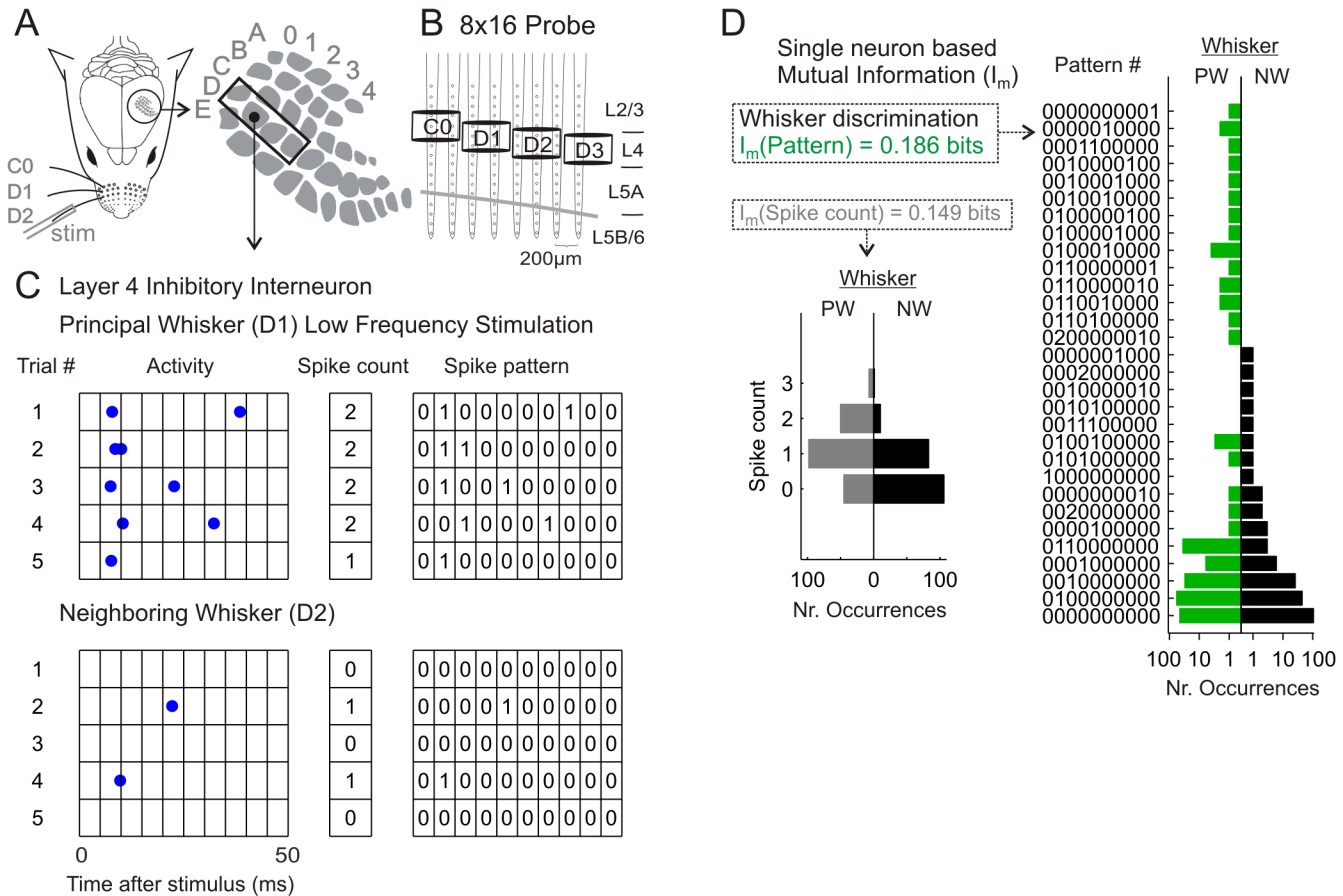 A
A 0 1 2 3 4
B
C
D
E
C0
D1
D2
stim
B 8x16 Probe
C0 D1 D2 D3
L2/3
L4
L5A
L5B/6
200µm
C Layer 4 Inhibitory Interneuron
Principal Whisker (D1) Low Frequency Stimulation
Trial # Activity Spike count Spike pattern
1 2 0 1 0 0 0 0 0 1 0 0
2 2 0 1 1 0 0 0 0 0 0 0
3 2 0 1 0 0 1 0 0 0 0 0
4 2 0 0 1 0 0 0 1 0 0 0
5 1 0 1 0 0 0 0 0 0 0 0
Neighboring Whisker (D2)
1 0 0 0 0 0 0 0 0 0 0 0
2 1 0 0 0 0 1 0 0 0 0 0
3 0 0 0 0 0 0 0 0 0 0 0
4 1 0 1 0 0 0 0 0 0 0 0
5 0 0 0 0 0 0 0 0 0 0 0
0 50
Time after stimulus (ms)
D
Single neuron based
Mutual Information (Im)
Whisker discrimination
Im(Pattern) = 0.186 bits
Im(Spike count) = 0.149 bits
Whisker
PW NW
Spike count
3
2
1
0
100 0 100
Nr. Occurrences
Pattern #
Whisker
PW NW
0000000001
0000010000
0001100000
0010000100
0010001000
0010010000
0100000100
0100001000
0100010000
0110000001
0110000010
0110010000
0110100000
0200000010
0000001000
0002000000
0010000010
0010100000
0011100000
0100100000
0101000000
1000000000
0000000010
0020000000
0000100000
0110000000
0001000000
0010000000
0100000000
0000000000
100 10 1 1 10 100
Nr. Occurrences